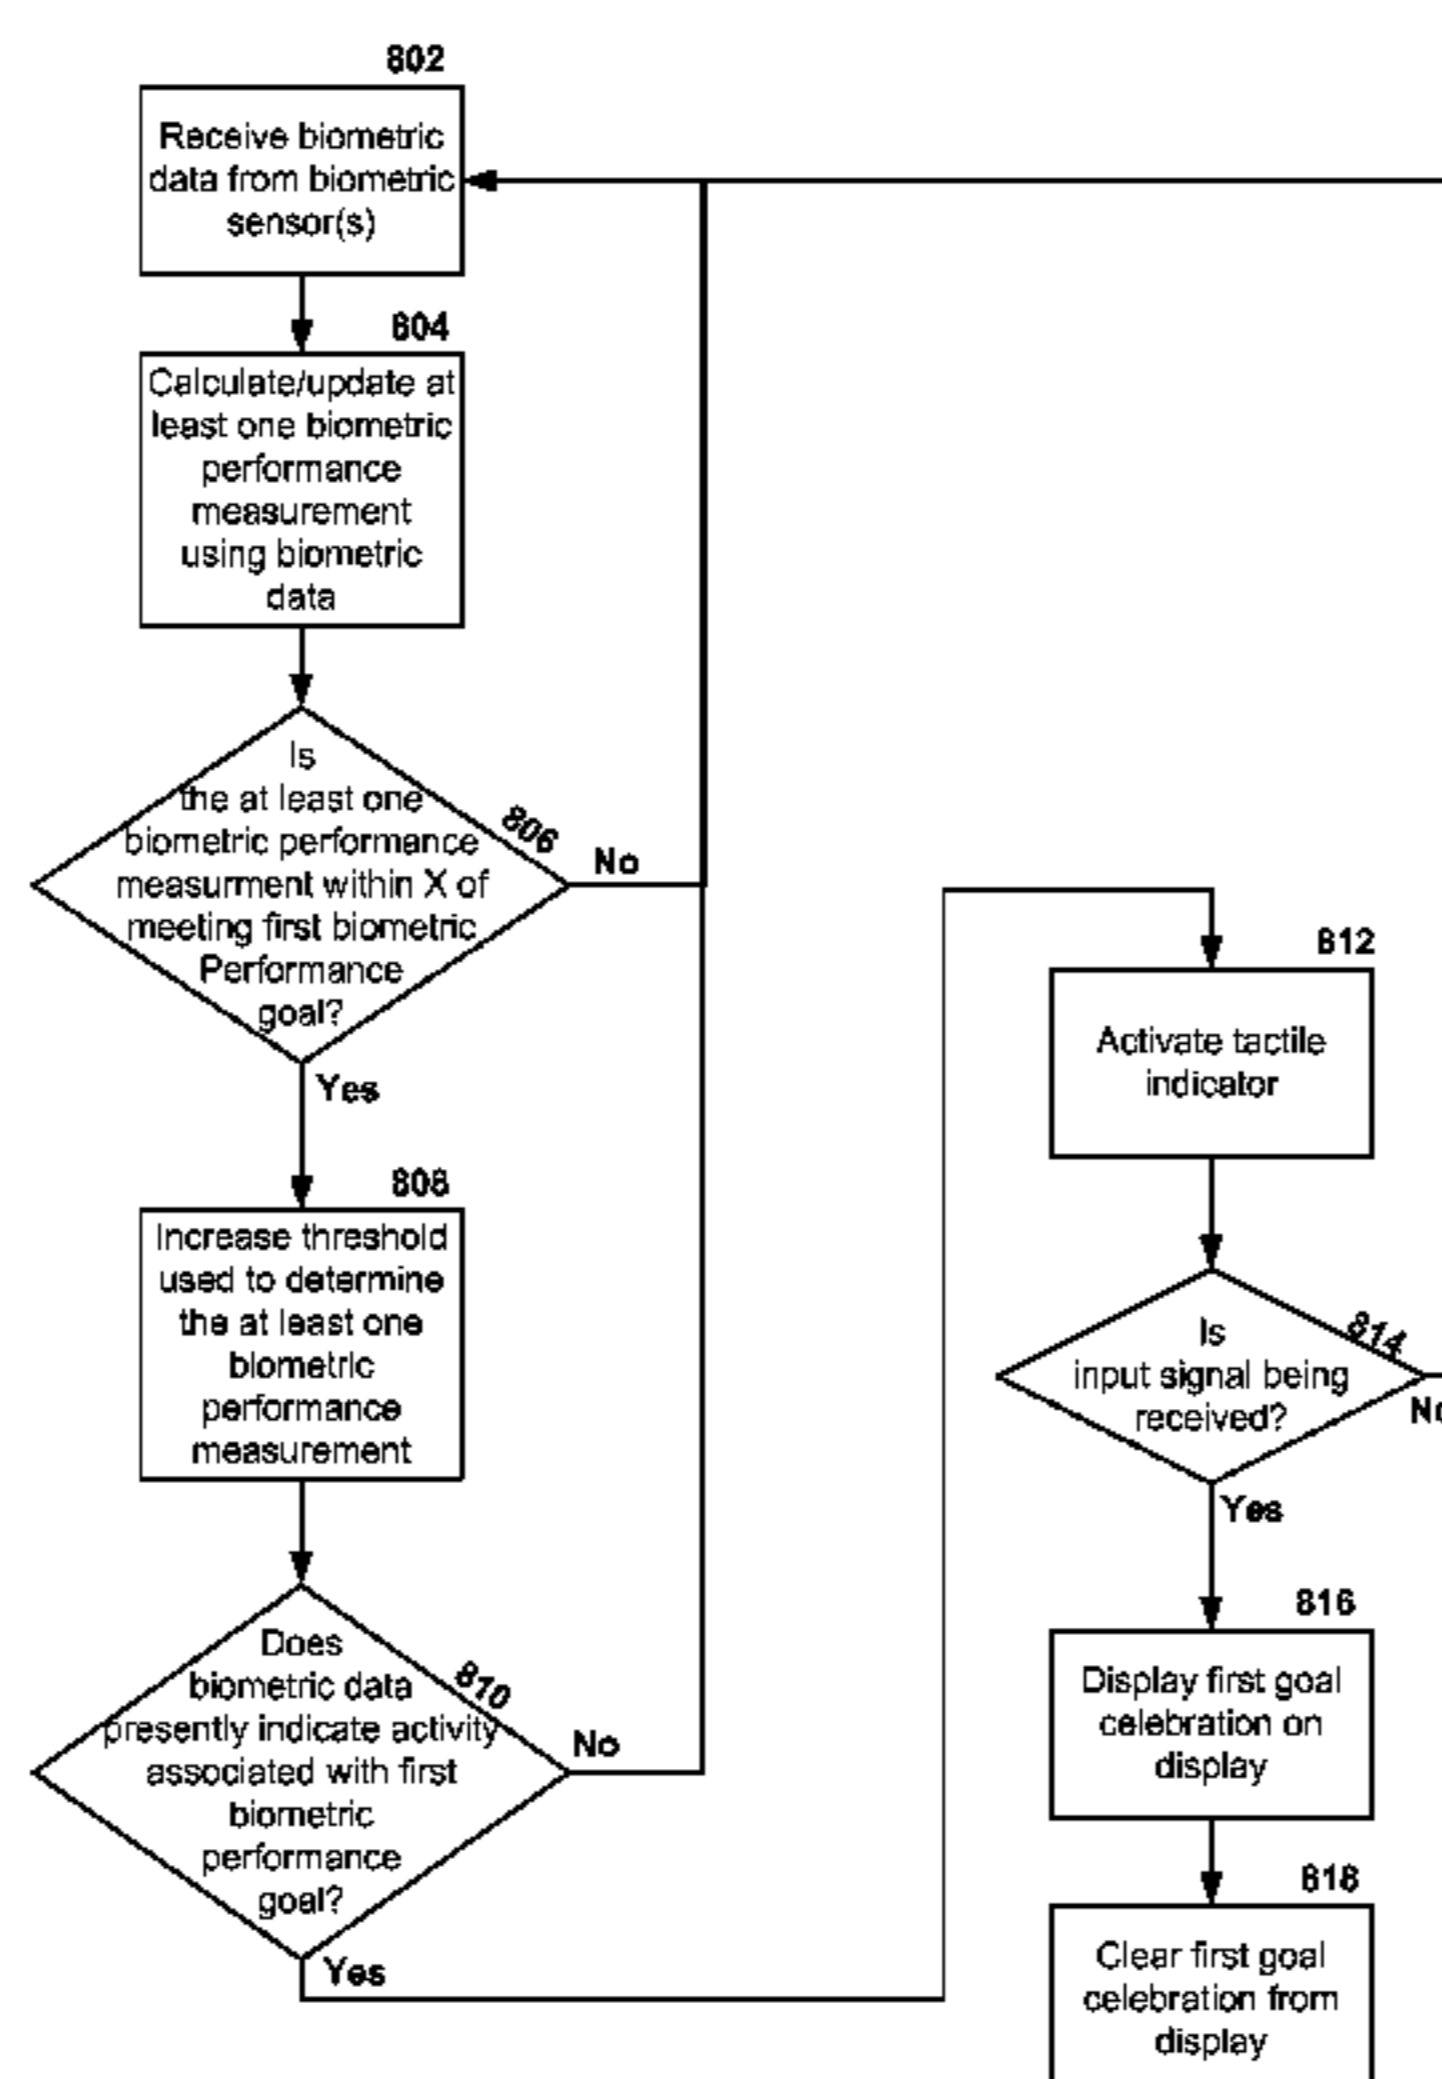 802
Receive biometric
data from biometric
sensor(s)
804
Calculate/update at
least one biometric
performance
measurement
using biometric
data
Is
the at least one
biometric performance
measurment within X of
meeting first biometric
Performance
goal?
806
No
Yes
808
Increase threshold
used to determine
the at least one
biometric
performance
measurement
Does
biometric data
presently indicate activity
associated with first
biometric
performance
goal?
810
No
Yes
812
Activate tactile
indicator
Is
input signal being
received?
814
No
Yes
816
Display first goal
celebration on
display
818
Clear first goal
celebration from
display